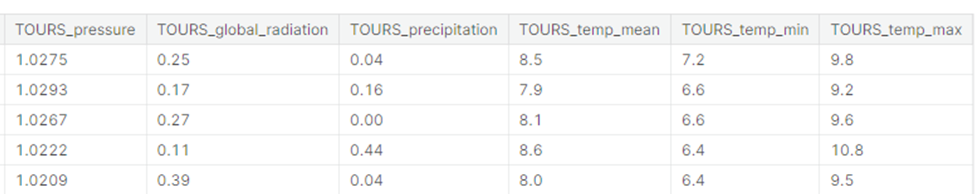 TOURS_pressure TOURS_global_radiation TOURS_precipitation TOURS_temp_mean TOURS_temp_min TOURS_temp_max
1.0275 0.25 0.04 8.5 7.2 9.8
1.0293 0.17 0.16 7.9 6.6 9.2
1.0267 0.27 0.00 8.1 6.6 9.6
1.0222 0.11 0.44 8.6 6.4 10.8
1.0209 0.39 0.04 8.0 6.4 9.5